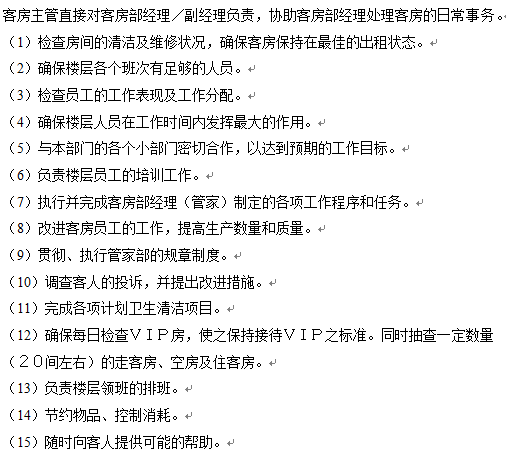 客房主管直接对客房部经理／副经理负责，协助客房部经理处理客房的日常事务。
（1）检查房间的清洁及维修状况，确保客房保持在最佳的出租状态。
（2）确保楼层各个班次有足够的人员。
（3）检查员工的工作表现及工作分配。
（4）确保楼层人员在工作时间内发挥最大的作用。
（5）与本部门的各个小部门密切合作，以达到预期的工作目标。
（6）负责楼层员工的培训工作。
（7）执行并完成客房部经理（管家）制定的各项工作程序和任务。
（8）改进客房员工的工作，提高生产数量和质量。
（9）贯彻、执行管家部的规章制度。
（10）调查客人的投诉，并提出改进措施。
（11）完成各项计划卫生清洁项目。
（12）确保每日检查ＶＩＰ房，使之保持接待ＶＩＰ之标准。同时抽查一定数量
（２０间左右）的走客房、空房及住客房。
（13）负责楼层领班的排班。
（14）节约物品、控制消耗。
（15）随时向客人提供可能的帮助。